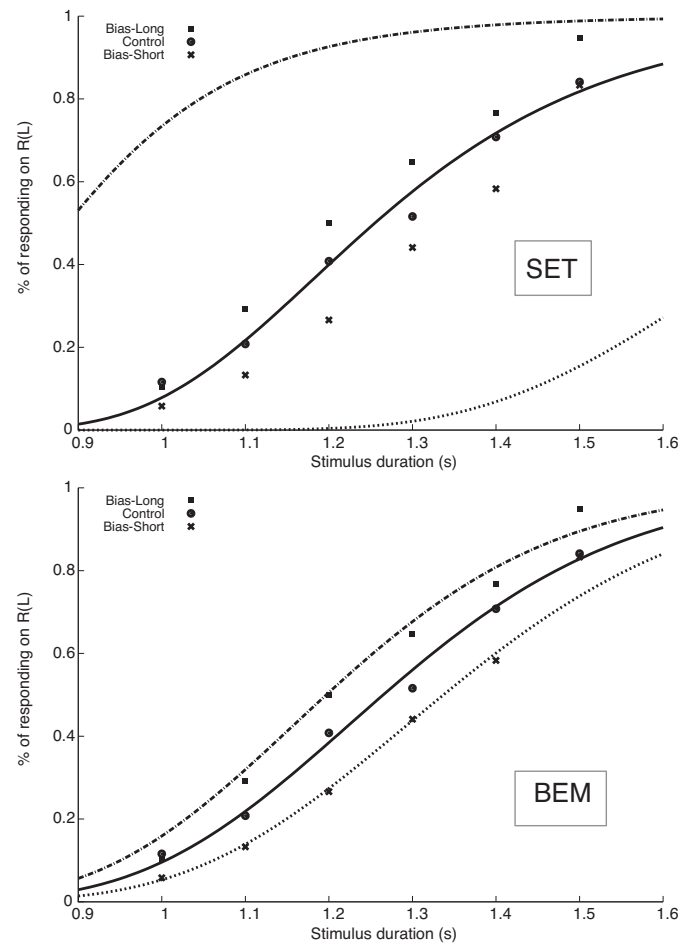 1
Bias-Long
Control
Bias-Short
0.8
0.6
0.4
0.2
0
% of responding on R(L)
SET
0.9 1 1.1 1.2 1.3 1.4 1.5 1.6
Stimulus duration (s)
1
Bias-Long
Control
Bias-Short
0.8
0.6
0.4
0.2
0
% of responding on R(L)
BEM
0.9 1 1.1 1.2 1.3 1.4 1.5 1.6
Stimulus duration (s)